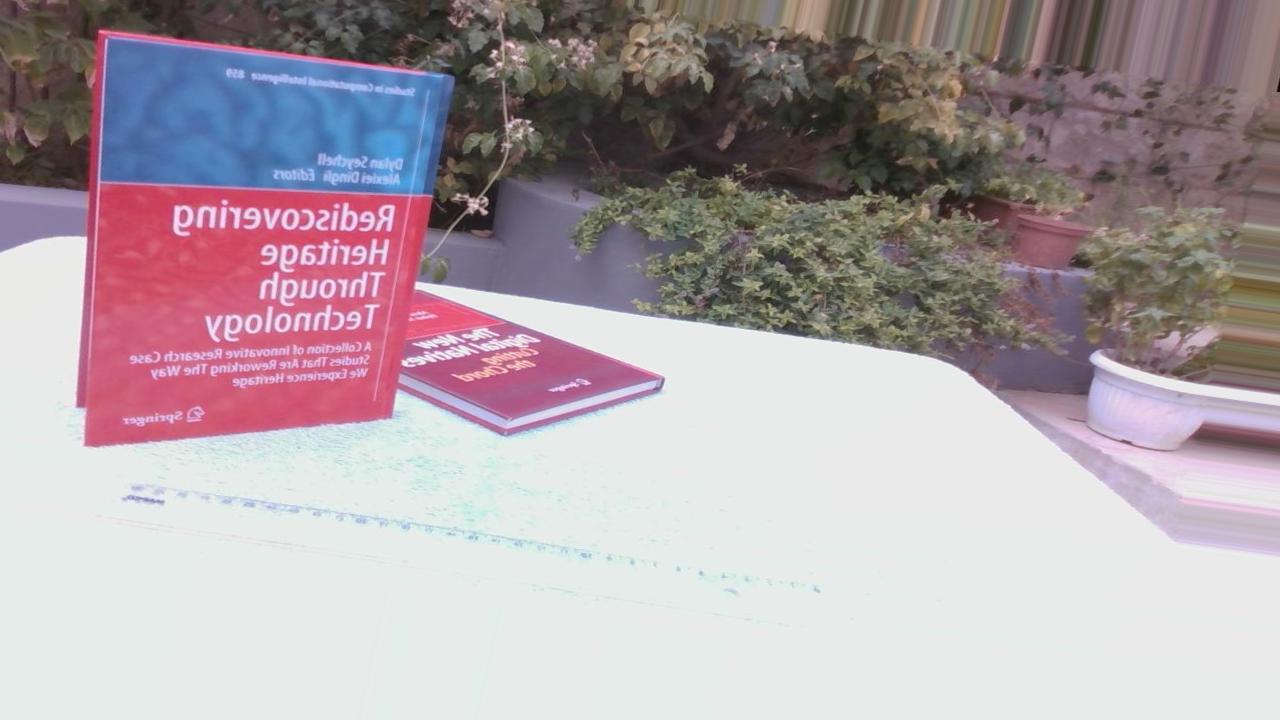 Studies in Computational Intelligence 859
Dylan Seychell
Alexiei Dingli Editors
Rediscovering
Heritage
Through
Technology
A Collection of Innovative Research Case
Studies That Are Reworking The Way
We Experience Heritage
Springer
The New
Digital Natives
Cutting
the Chord
Springer